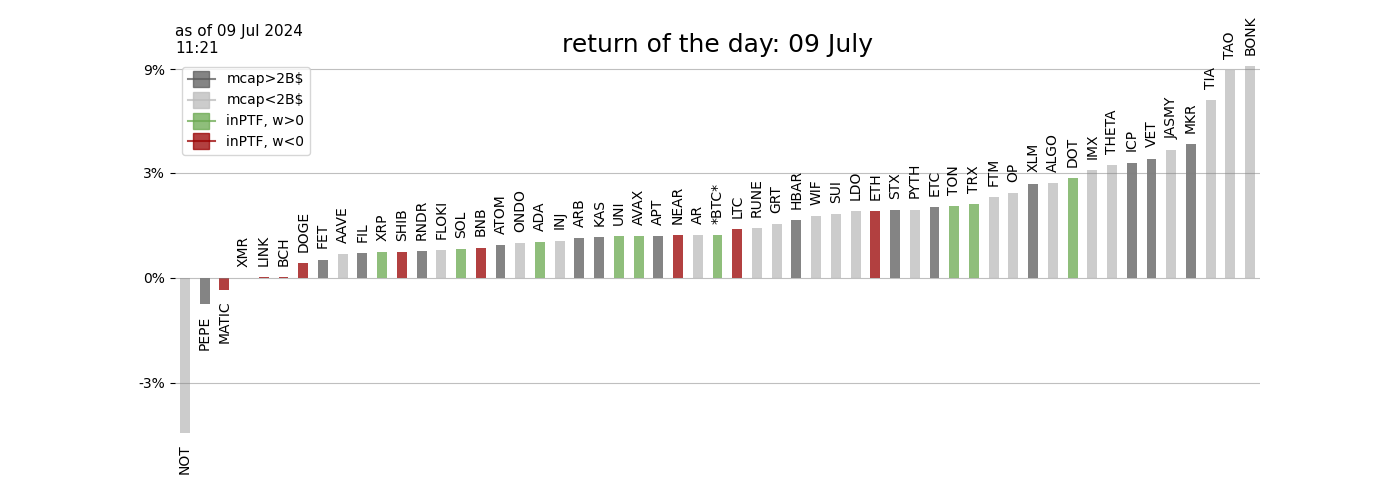 as of 09 Jul 2024
11:21
return of the day: 09 July
mcap>2B$
mcap<2B$
inPTF, w>0
inPTF, w<0
9%
3%
0%
-3%
NOT
PEPE
MATIC
XMR
LINK
BCH
DOGE
FET
AAVE
FIL
XRP
SHIB
RNDR
FLOKI
SOL
BNB
ATOM
ONDO
ADA
INJ
ARB
KAS
UNI
AVAX
APT
NEAR
AR
*BTC*
LTC
RUNE
GRT
HBAR
WIF
SUI
LDO
ETH
STX
PYTH
ETC
TON
TRX
FTM
OP
XLM
ALGO
DOT
IMX
THETA
ICP
VET
JASMY
MKR
TIA
TAO
BONK